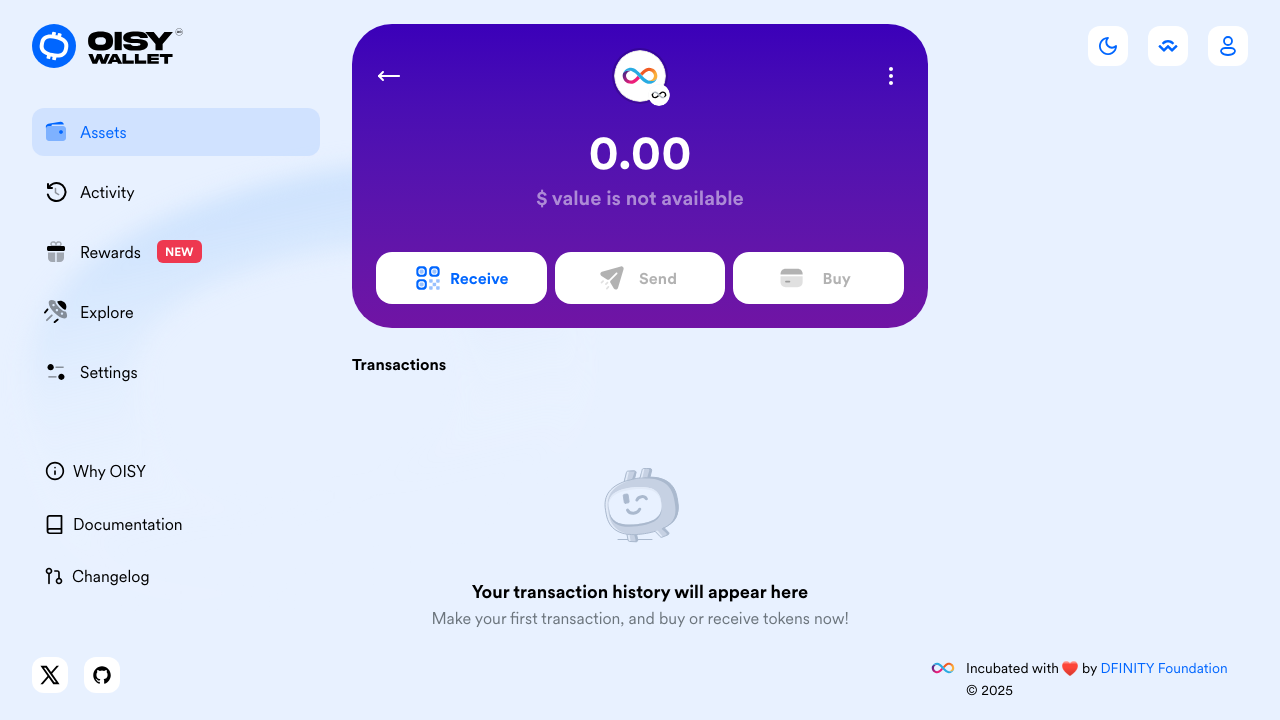 OISY
WALLET
Assets
Activity
Rewards NEW
Explore
Settings
Why OISY
Documentation
Changelog
0.00
$ value is not available
Receive
Send
Buy
Transactions
Your transaction history will appear here
Make your first transaction, and buy or receive tokens now!
Incubated with ❤️ by DFINITY Foundation
© 2025